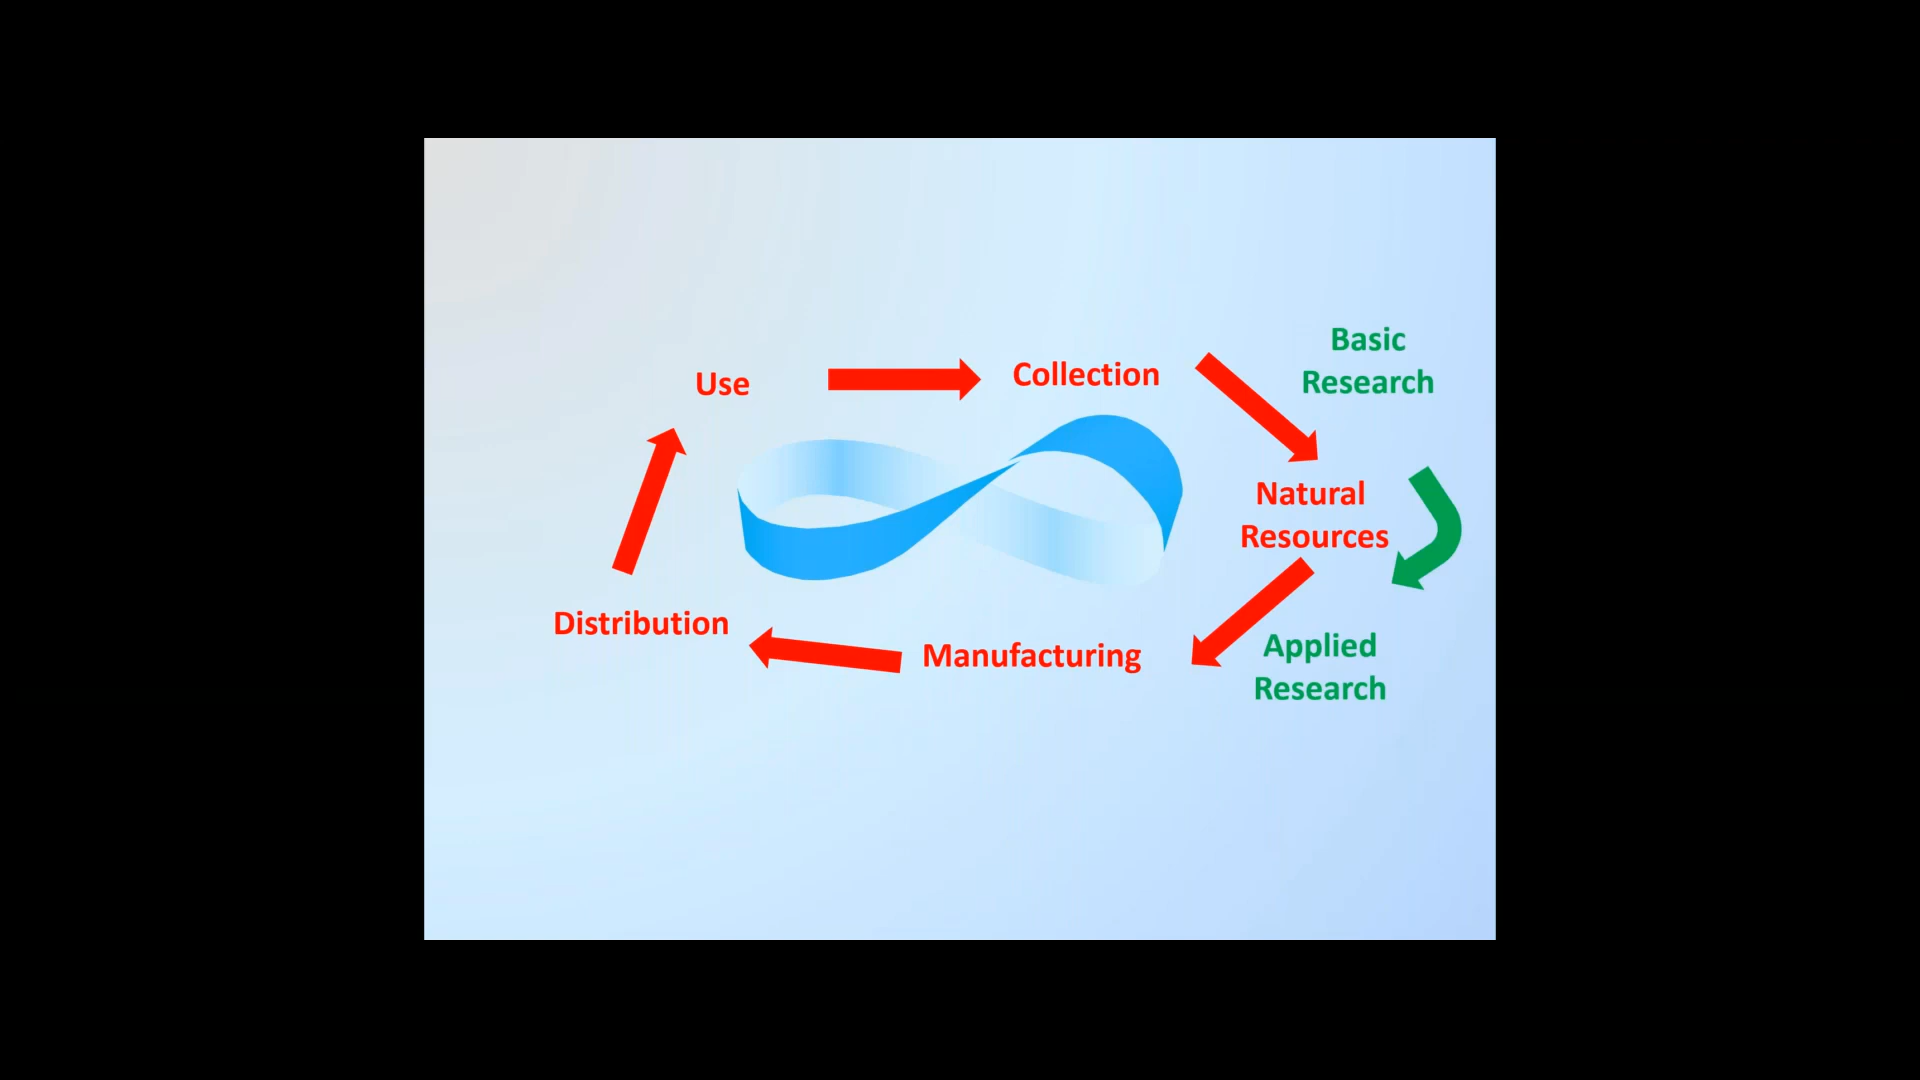 Basic
Research
Use
Collection
Natural
Resources
Distribution
Manufacturing
Applied
Research